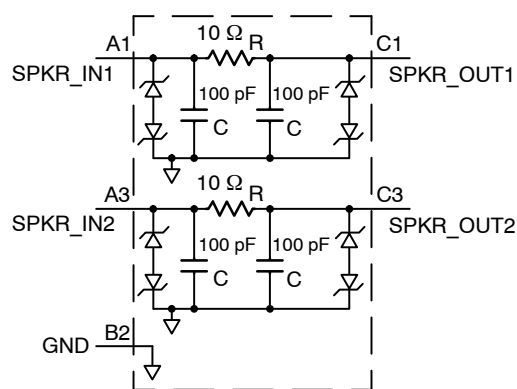 A1
10 Ω
R
C1
SPKR_IN1
SPKR_OUT1
100 pF
100 pF
C
C
A3
10 Ω
R
C3
SPKR_IN2
SPKR_OUT2
100 pF
100 pF
C
C
B2
GND